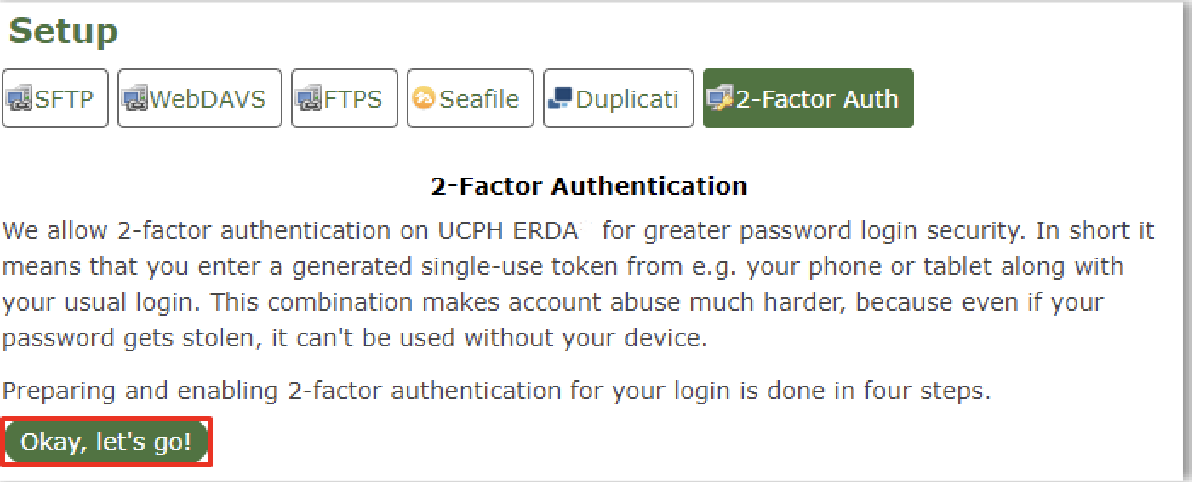 Setup
SFTP WebDAVS FTPS Seafile Duplicati 2-Factor Auth
2-Factor Authentication
We allow 2-factor authentication on UCPH ERDA for greater password login security. In short it
means that you enter a generated single-use token from e.g. your phone or tablet along with
your usual login. This combination makes account abuse much harder, because even if your
password gets stolen, it can't be used without your device.
Preparing and enabling 2-factor authentication for your login is done in four steps.
Okay, let's go!